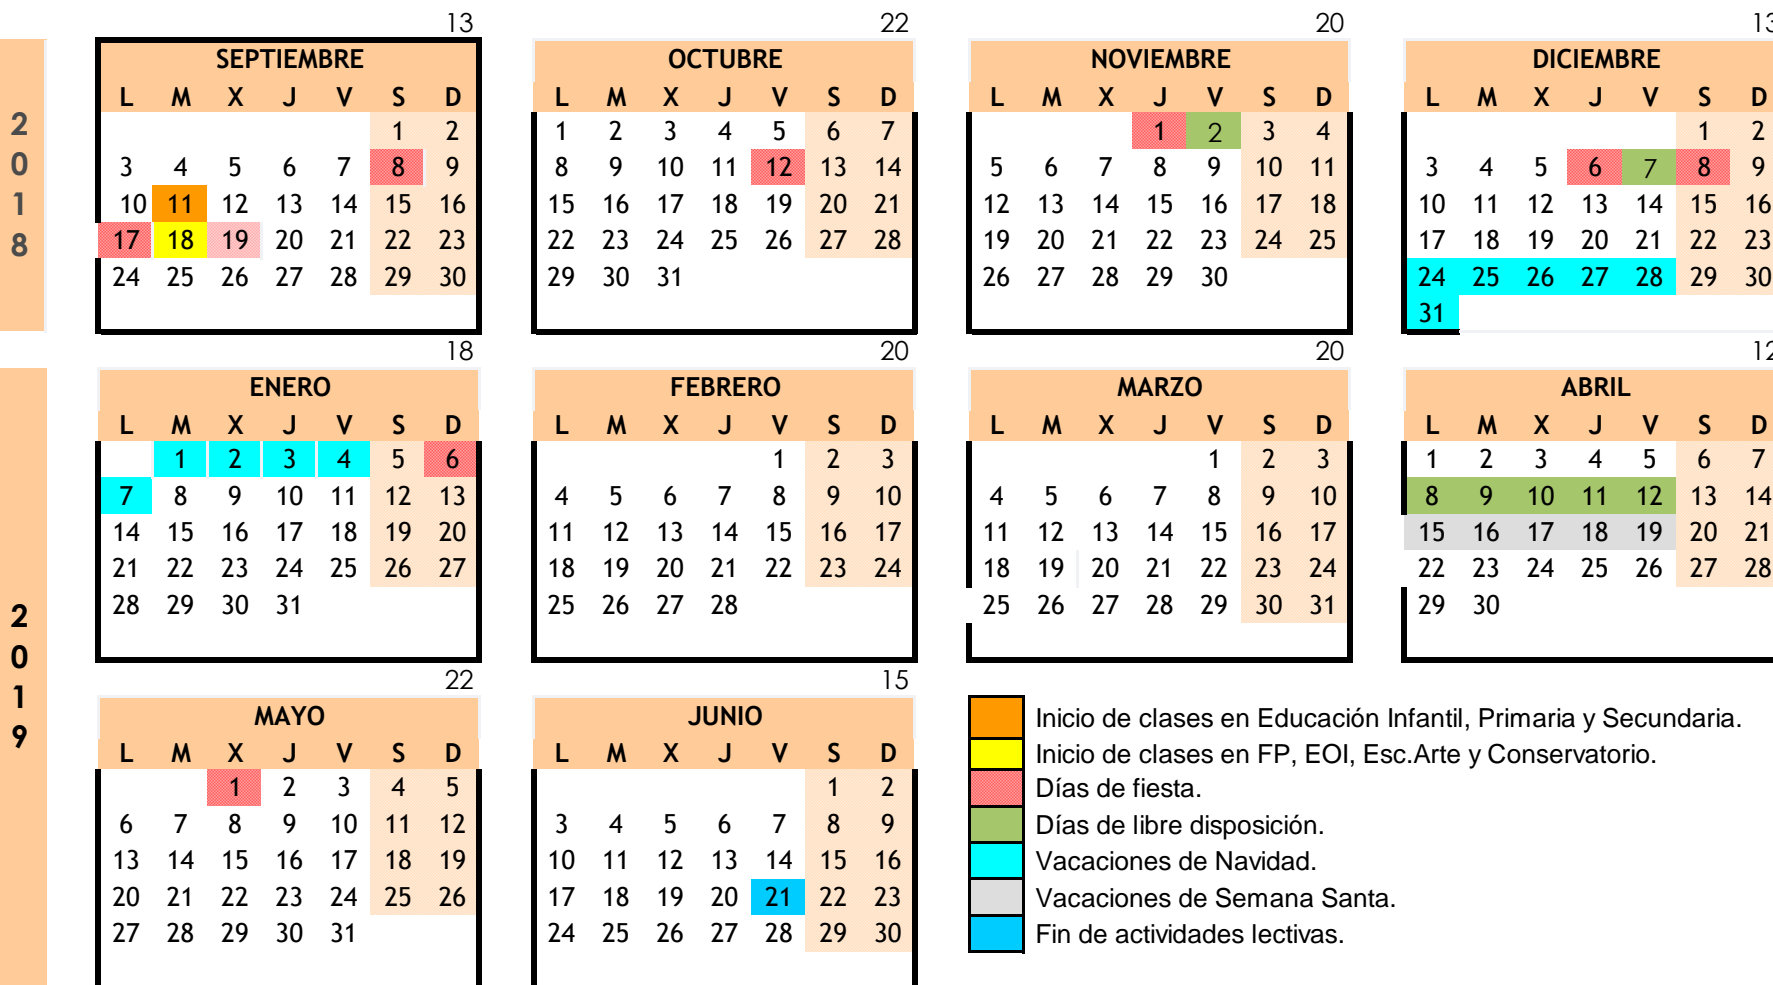 13 22 20 13
SEPTIEMBRE OCTUBRE NOVIEMBRE DICIEMBRE
L M X J V S D L M X J V S D L M X J V S D L M X J V S D
1 2 1 2 3 4 5 6 7 1 2 3 4 1 2
3 4 5 6 7 8 9 8 9 10 11 12 13 14 5 6 7 8 9 10 11 3 4 5 6 7 8 9
10 11 12 13 14 15 16 15 16 17 18 19 20 21 12 13 14 15 16 17 18 10 11 12 13 14 15 16
17 18 19 20 21 22 23 22 23 24 25 26 27 28 19 20 21 22 23 24 25 17 18 19 20 21 22 23
24 25 26 27 28 29 30 29 30 31 26 27 28 29 30 24 25 26 27 28 29 30
31
2
0
1
8
18 20 20 12
ENERO FEBRERO MARZO ABRIL
L M X J V S D L M X J V S D L M X J V S D L M X J V S D
1 2 3 4 5 6 1 2 3 1 2 3 1 2 3 4 5 6 7
7 8 9 10 11 12 13 4 5 6 7 8 9 10 4 5 6 7 8 9 10 8 9 10 11 12 13 14
14 15 16 17 18 19 20 11 12 13 14 15 16 17 11 12 13 14 15 16 17 15 16 17 18 19 20 21
21 22 23 24 25 26 27 18 19 20 21 22 23 24 18 19 20 21 22 23 24 22 23 24 25 26 27 28
28 29 30 31 25 26 27 28 25 26 27 28 29 30 31 29 30
2
0
1
9
22 15
MAYO JUNIO
L M X J V S D L M X J V S D
1 2 3 4 5 1 2
6 7 8 9 10 11 12 3 4 5 6 7 8 9
13 14 15 16 17 18 19 10 11 12 13 14 15 16
20 21 22 23 24 25 26 17 18 19 20 21 22 23
27 28 29 30 31 24 25 26 27 28 29 30
Inicio de clases en Educación Infantil, Primaria y Secundaria.
Inicio de clases en FP, EOI, Esc.Arte y Conservatorio.
Días de fiesta.
Días de libre disposición.
Vacaciones de Navidad.
Vacaciones de Semana Santa.
Fin de actividades lectivas.